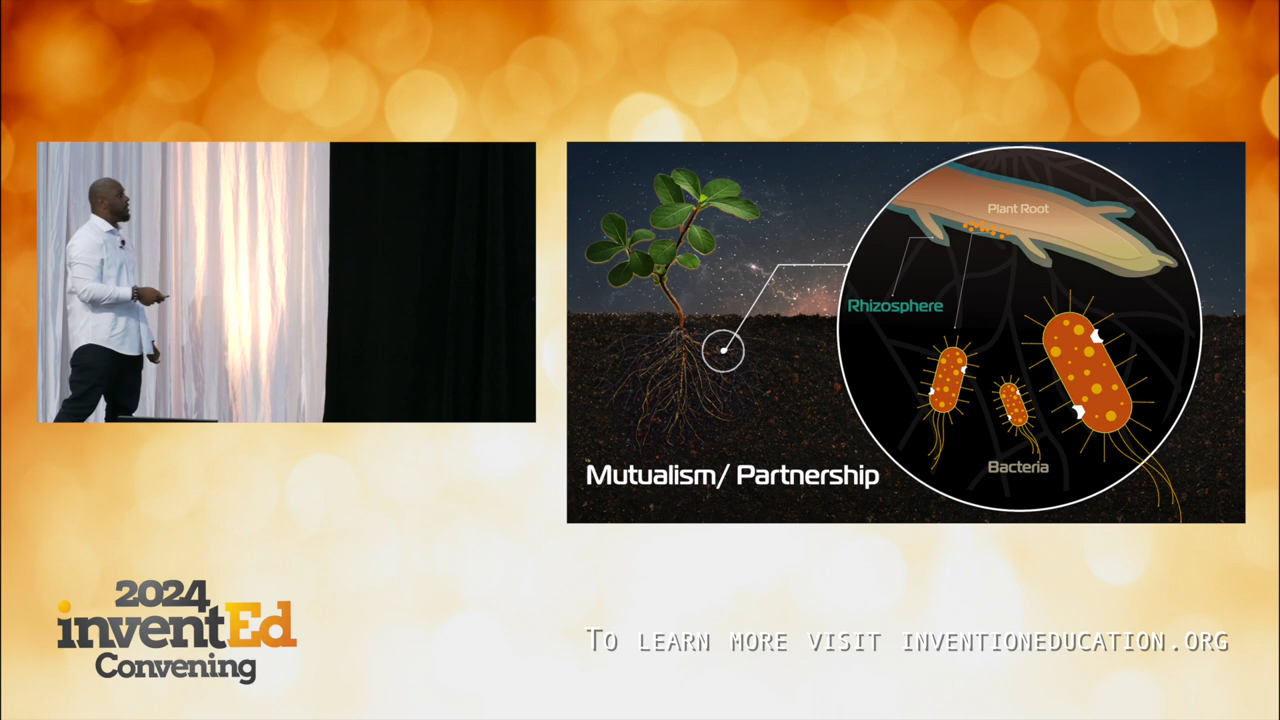 Plant Root
Rhizosphere
Bacteria
Mutualism/ Partnership
2024
inventEd
Convening
To learn more visit inventioneducation.org